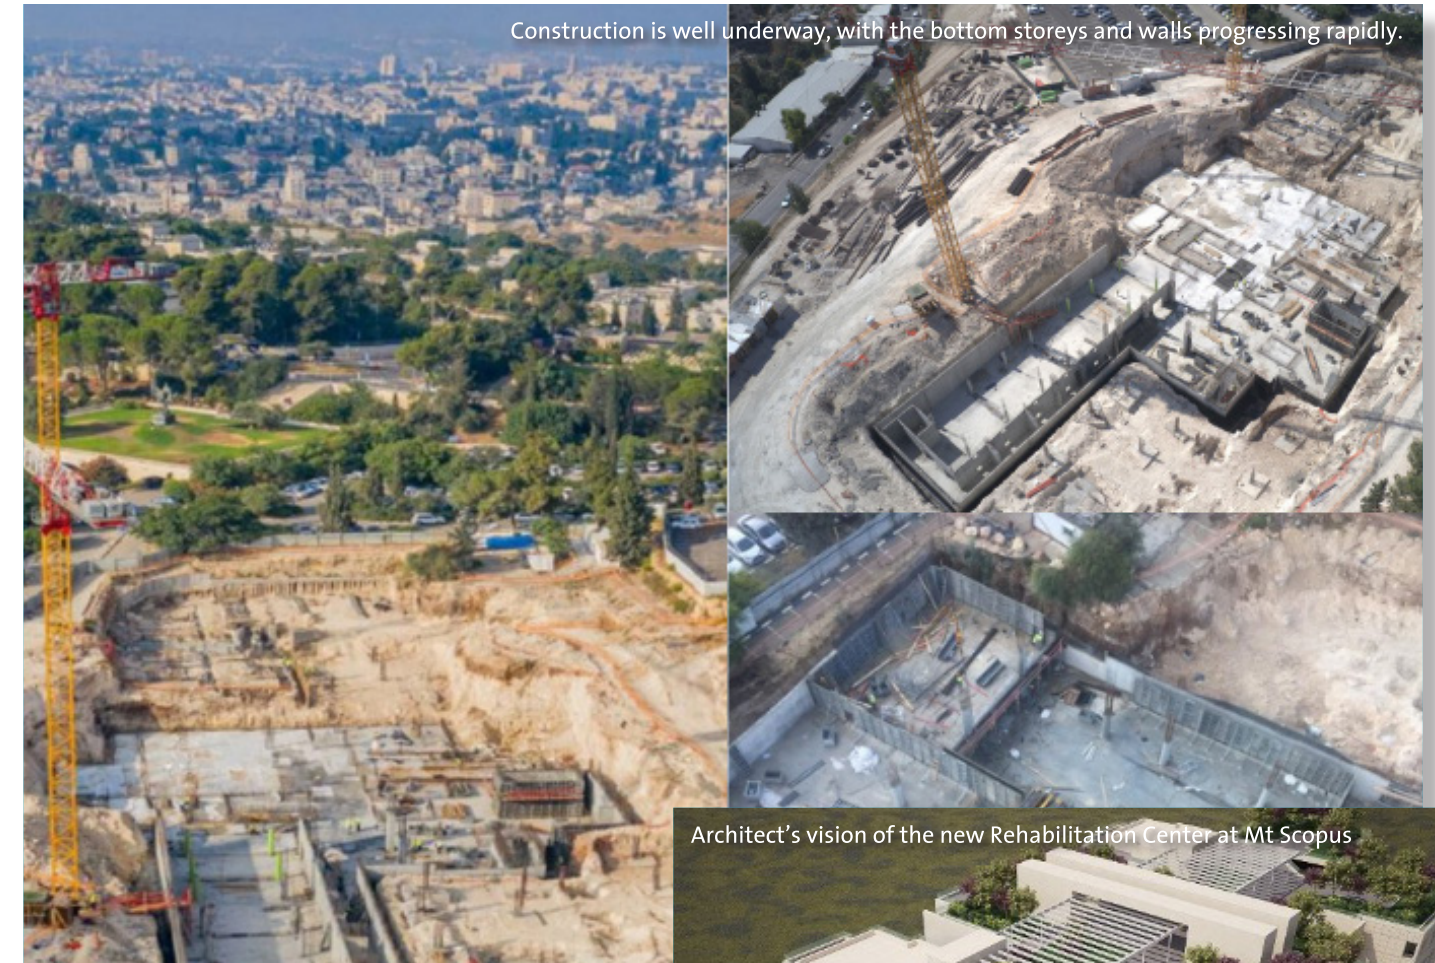 Construction is well underway, with the bottom storeys and walls progressing rapidly.
Architect’s vision of the new Rehabilitation Center at Mt Scopus